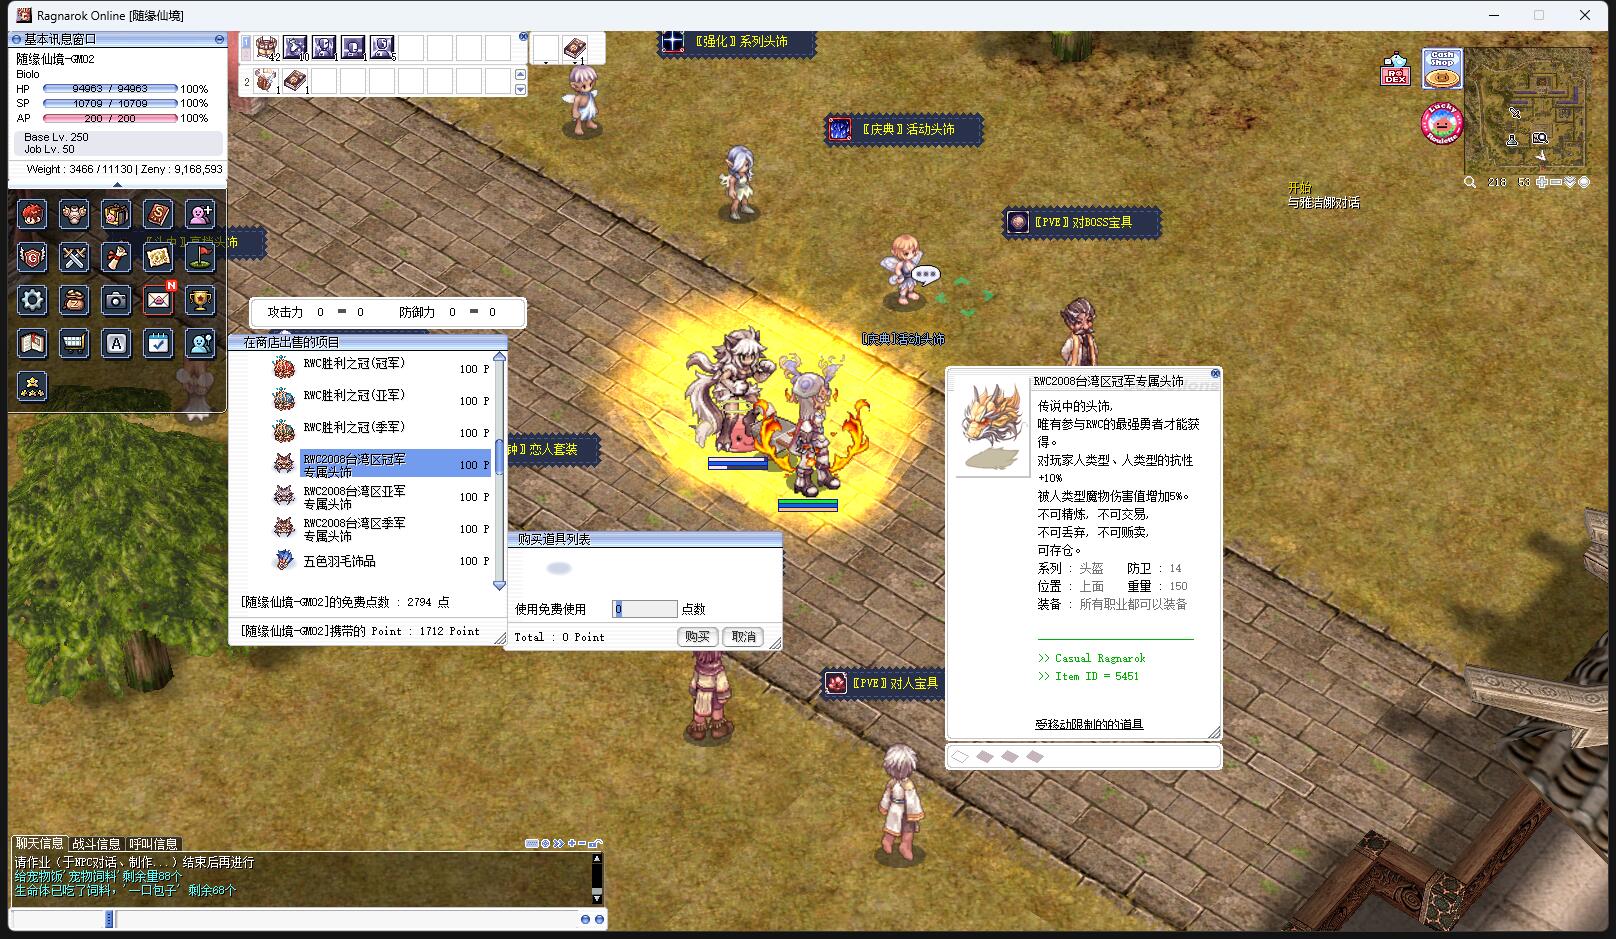 Ragnarok Online [随缘仙境]
基本讯息窗口
随缘仙境-GM02
Biolo
HP 94963 / 94963 100%
SP 10709 / 10709 100%
AP 200 / 200 100%
Base Lv. 250
Job Lv. 50
Weight : 3466 / 11130 | Zeny : 9,168,593
〖强化〗系列头饰
〖庆典〗活动头饰
〖PVE〗对BOSS宝具
Cash Shop
RODEX
Lucky Roulette
218 53
开始
与雅洁娜对话
攻击力 0 = 0 防御力 0 = 0
在商店出售的项目
RWC胜利之冠(冠军) 100 P
RWC胜利之冠(亚军) 100 P
RWC胜利之冠(季军) 100 P
RWC2008台湾区冠军
专属头饰 100 P
RWC2008台湾区亚军
专属头饰 100 P
RWC2008台湾区季军
专属头饰 100 P
五色羽毛饰品 100 P
[随缘仙境-GM02]的免费点数 : 2794 点
[随缘仙境-GM02]携带的 Point : 1712 Point
恋人套装
[庆典]活动头饰
购买道具列表
使用免费使用 0 点数
Total : 0 Point 购买 取消
RWC2008台湾区冠军专属头饰
传说中的头饰,
唯有参与RWC的最强勇者才能获
得。
对玩家人类型、人类型的抗性
+10%
被人类型魔物伤害值增加5%。
不可精炼, 不可交易,
不可丢弃, 不可贩卖,
可存仓。
系列 : 头盔 防卫 : 14
位置 : 上面 重量 : 150
装备 : 所有职业都可以装备
>> Casual Ragnarok
>> Item ID = 5451
受移动限制的的道具
〖PVE〗对人宝具
聊天信息 战斗信息 呼叫信息
请作业（于NPC对话、制作...）结束后再进行
给宠物饭'宠物饲料'剩余量88个
生命体已吃了饲料，'一口包子' 剩余68个